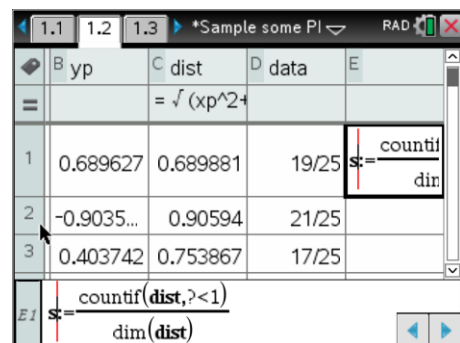 1.1 1.2 1.3 *Sample some PI RAD
B yp C dist D data E
= =√(xp^2+
1 0.689627 0.689881 19/25 s:=countif
dim
2 -0.9035... 0.90594 21/25
3 0.403742 0.753867 17/25
E1 s:=countif(dist,?<1)
dim(dist)